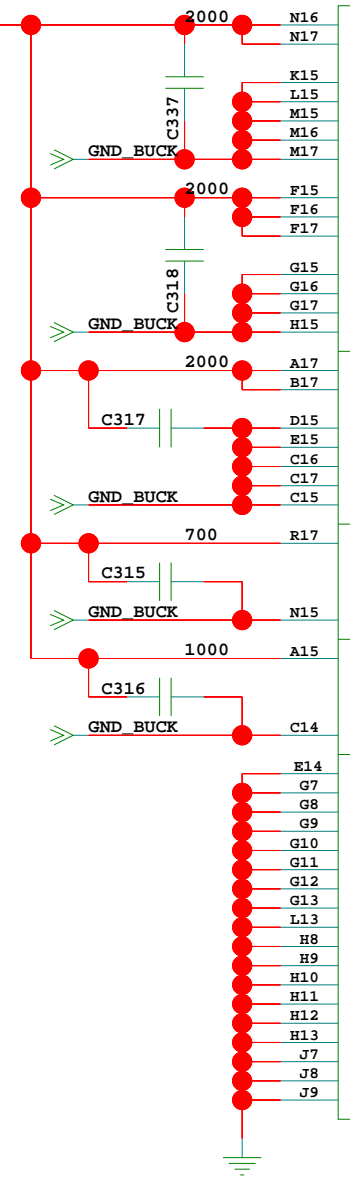 2000 N16
N17
K15
L15
M15
C337
M16
GND_BUCK M17
2000 F15
F16
F17
G15
G16
C318
G17
GND_BUCK H15
2000 A17
B17
C317 D15
E15
C16
C17
GND_BUCK C15
700 R17
C315
GND_BUCK N15
1000 A15
C316
GND_BUCK C14
E14
G7
G8
G9
G10
G11
G12
G13
L13
H8
H9
H10
H11
H12
H13
J7
J8
J9